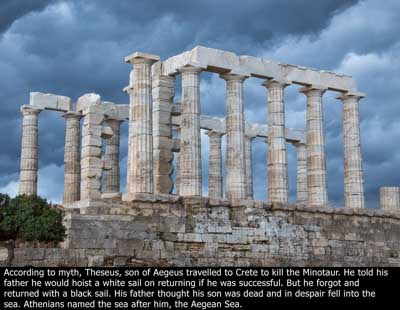 According to myth, Theseus, son of Aegeus travelled to Crete to kill the Minotaur. He told his
father he would hoist a white sail on returning if he was successful. But he forgot and
returned with a black sail. His father thought his son was dead and in despair fell into the
sea. Athenians named the sea after him, the Aegean Sea.